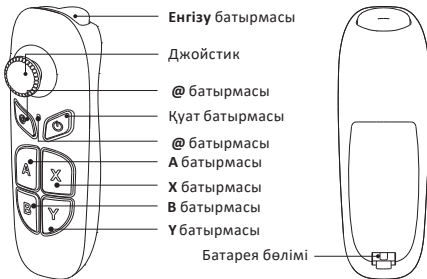 Енгізу батырмасы
Джойстик
@ батырмасы
Қуат батырмасы
@ батырмасы
A батырмасы
X батырмасы
B батырмасы
Y батырмасы
Батарея бөлімі
A
X
B
Y